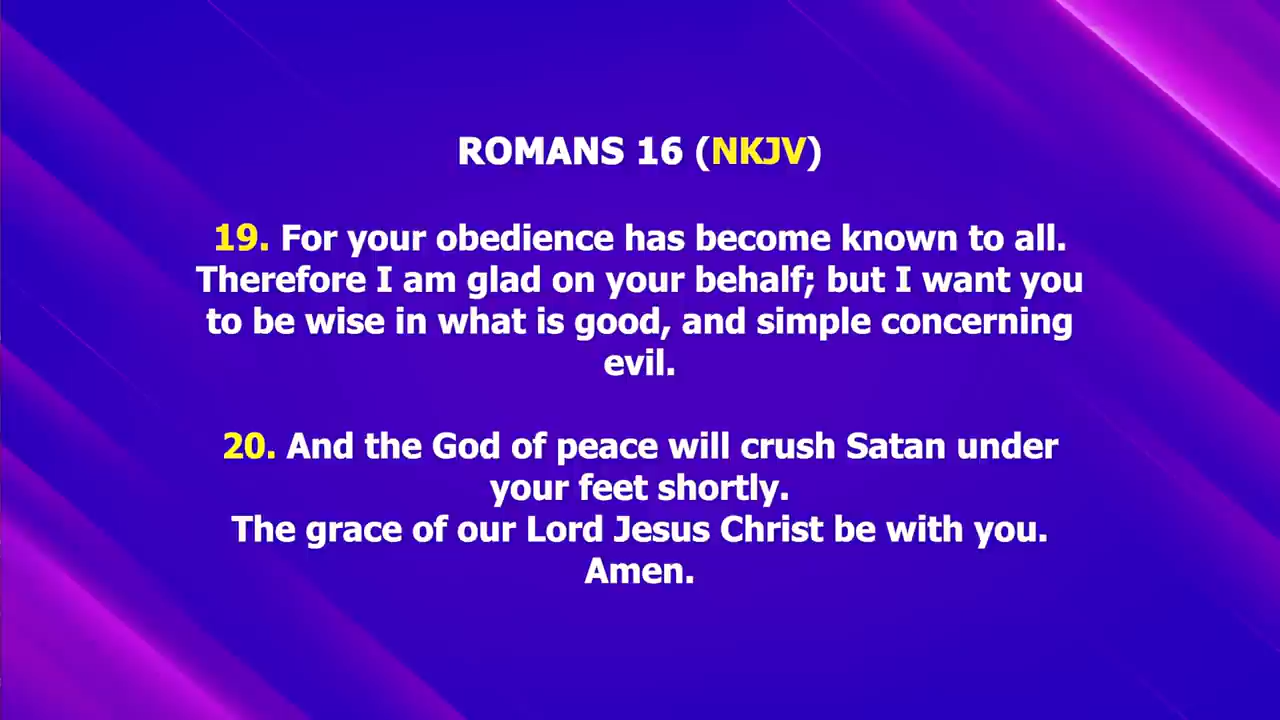 ROMANS 16 (NKJV)
19. For your obedience has become known to all.
Therefore I am glad on your behalf; but I want you
to be wise in what is good, and simple concerning
evil.
20. And the God of peace will crush Satan under
your feet shortly.
The grace of our Lord Jesus Christ be with you.
Amen.